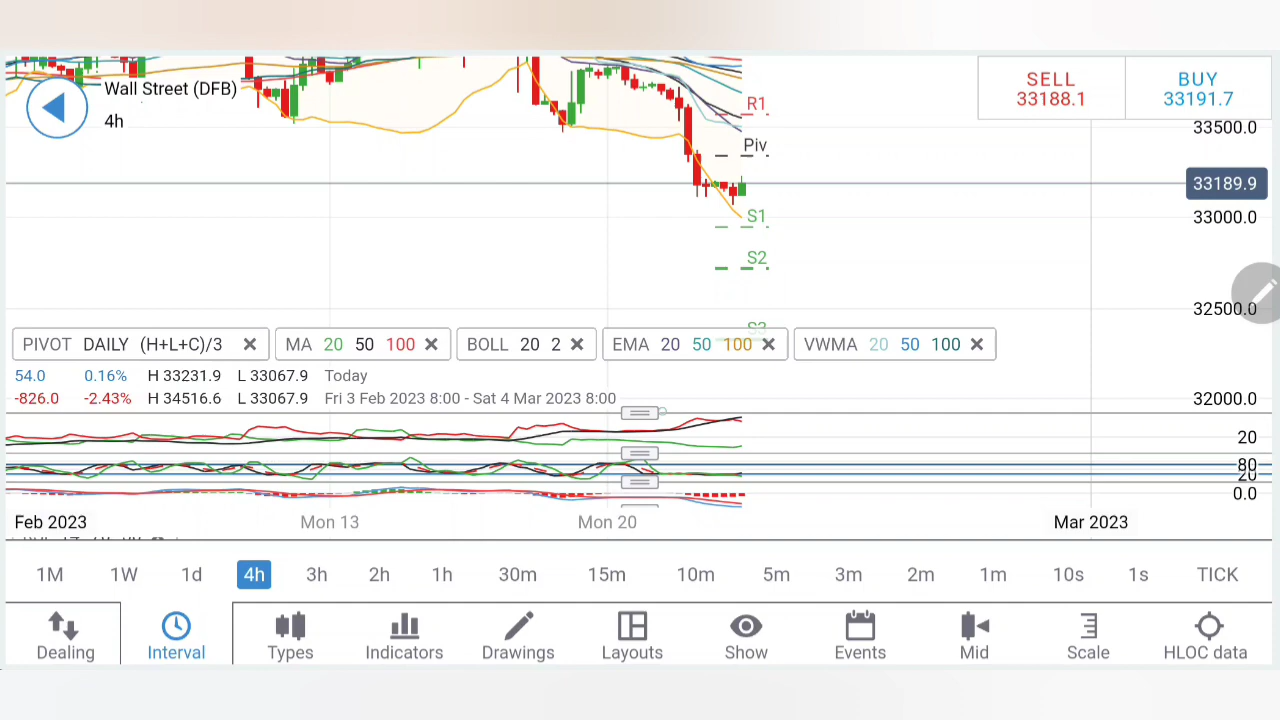 Wall Street (DFB)
4h
SELL
33188.1
BUY
33191.7
R1
33500.0
Piv
33189.9
S1
33000.0
S2
32500.0
S3
PIVOT DAILY (H+L+C)/3
MA 20 50 100
BOLL 20 2
EMA 20 50 100
VWMA 20 50 100
54.0 0.16% H 33231.9 L 33067.9 Today
-826.0 -2.43% H 34516.6 L 33067.9 Fri 3 Feb 2023 8:00 - Sat 4 Mar 2023 8:00
32000.0
20
80
20
0.0
Feb 2023 Mon 13 Mon 20 Mar 2023
1M 1W 1d 4h 3h 2h 1h 30m 15m 10m 5m 3m 2m 1m 10s 1s TICK
Dealing Interval Types Indicators Drawings Layouts Show Events Mid Scale HLOC data